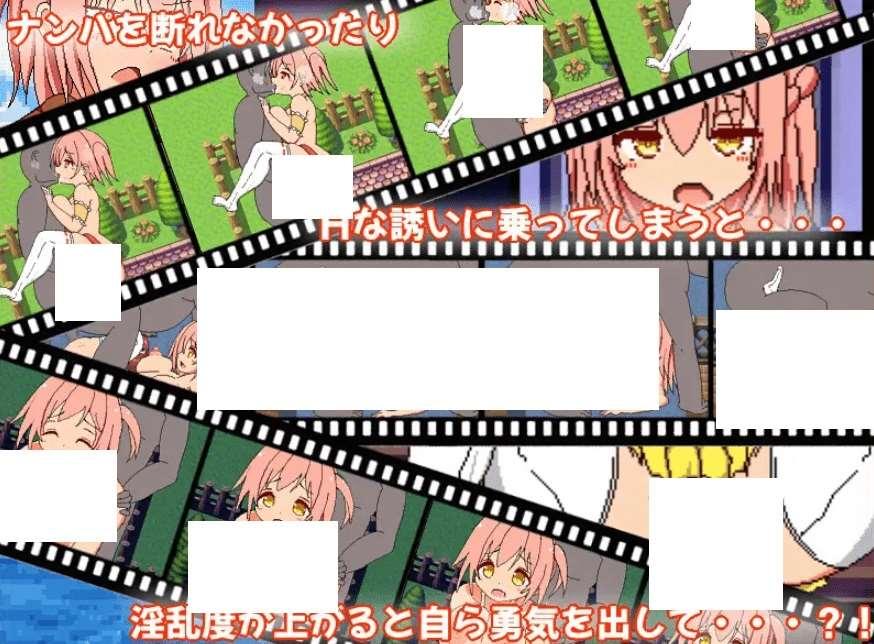 ナンパを断れなかったり
Hな誘いに乗ってしまうと・・・
淫乱度が上がると自ら勇気を出して・・・?!